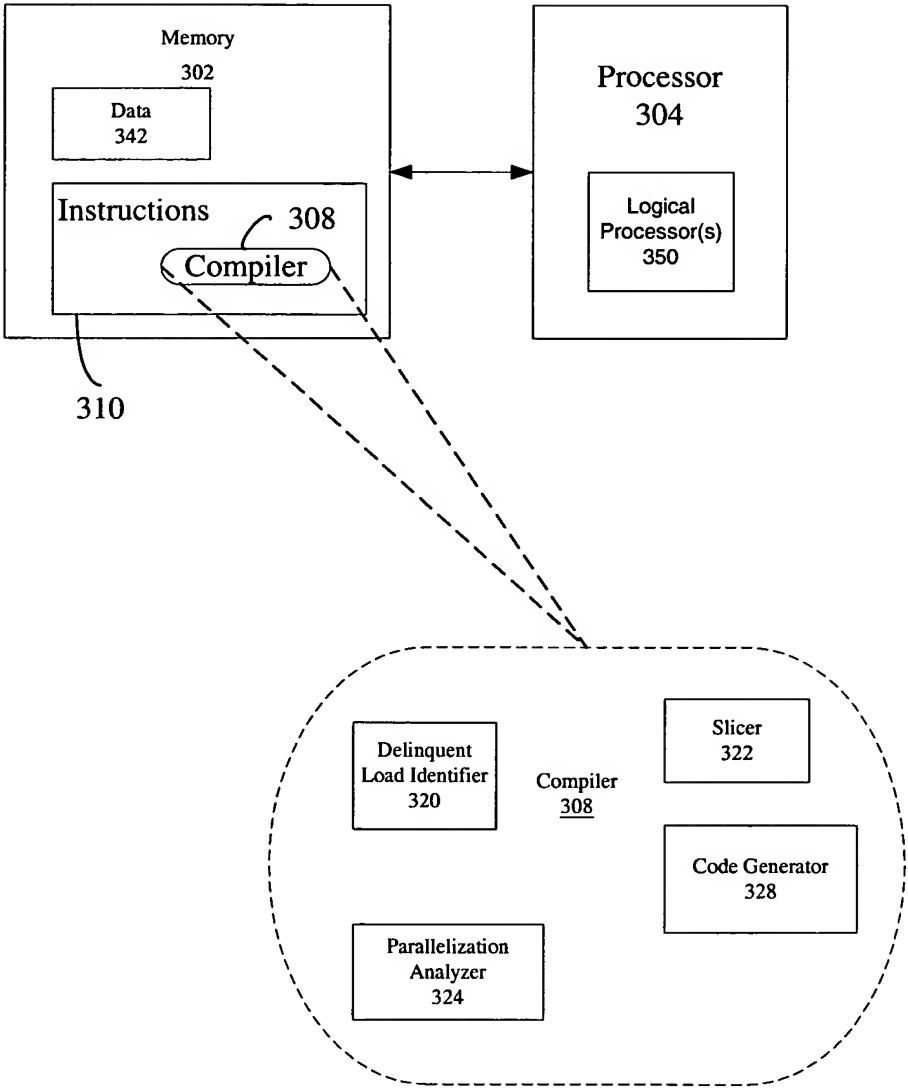 Memory
302
Data
342
Instructions
308
Compiler
310
Processor
304
Logical
Processor(s)
350
Delinquent
Load Identifier
320
Compiler
308
Slicer
322
Code Generator
328
Parallelization
Analyzer
324